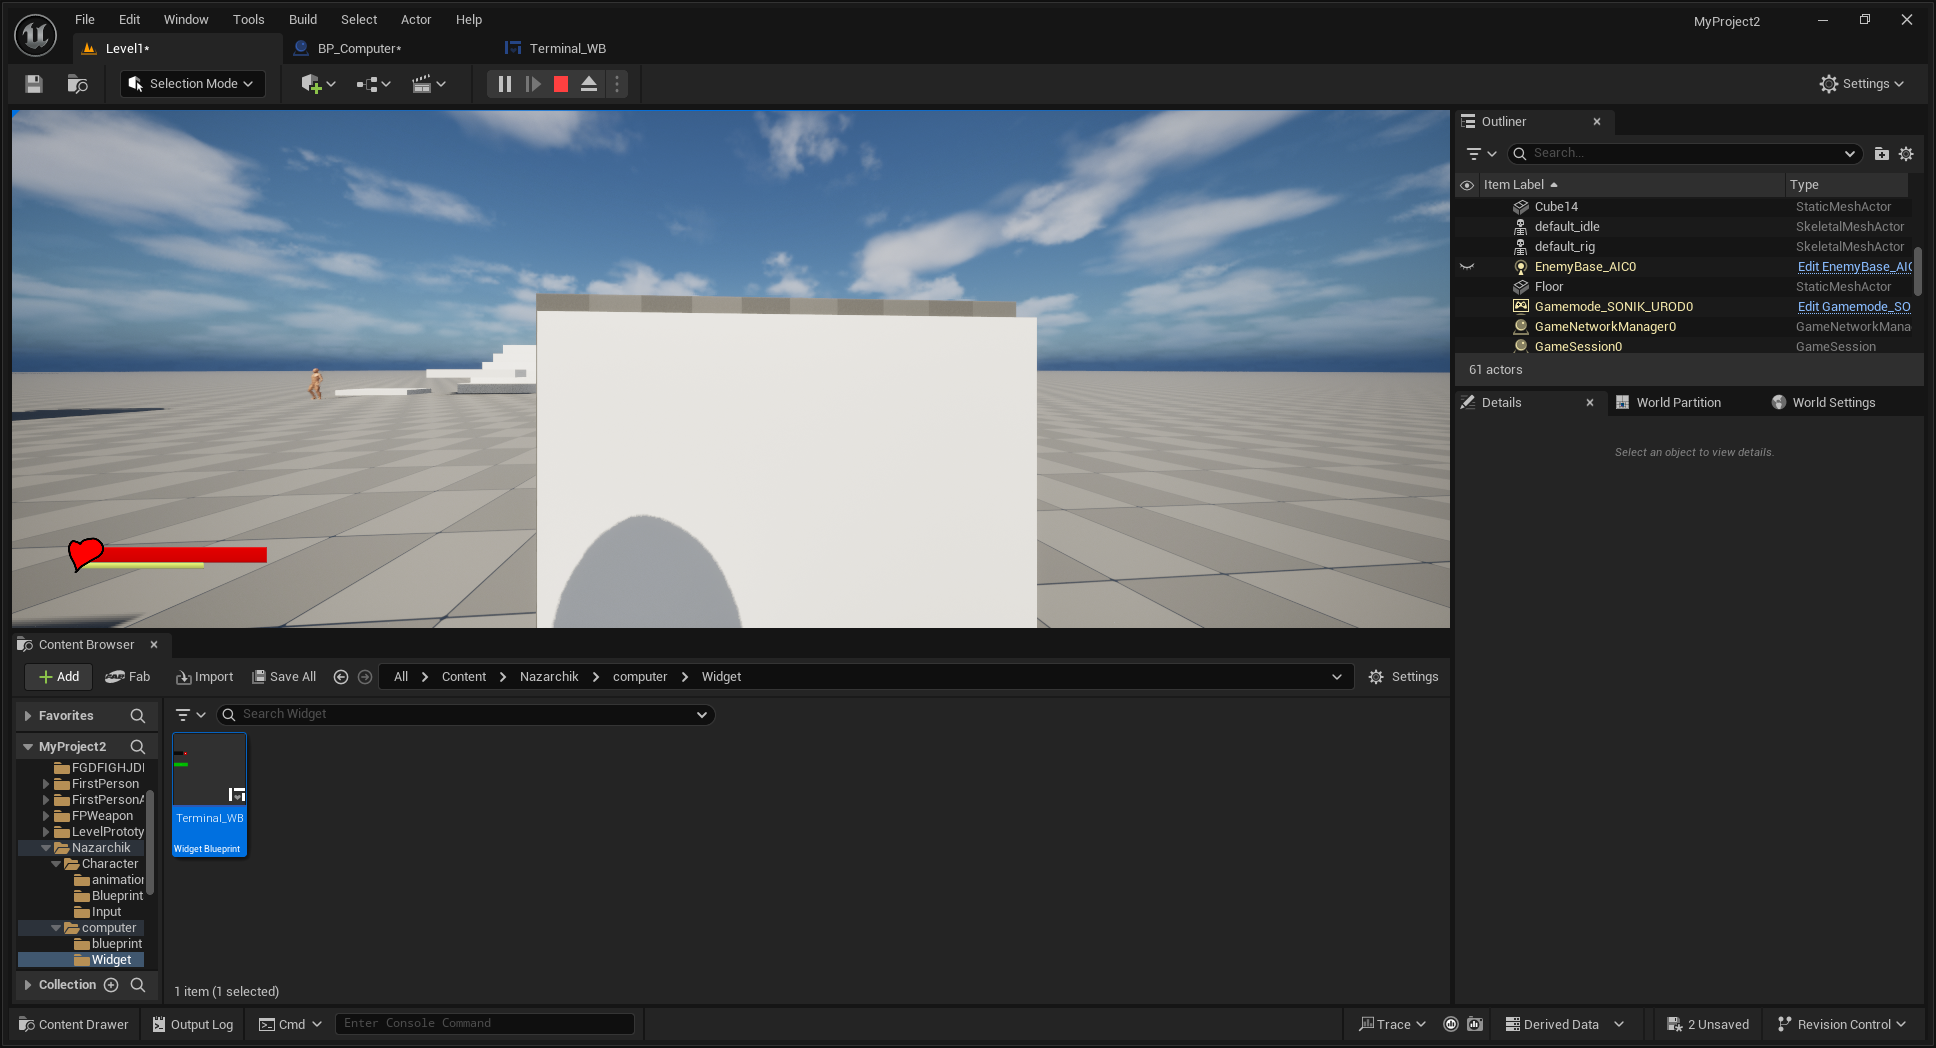 File Edit Window Tools Build Select Actor Help
MyProject2
Level1* BP_Computer* Terminal_WB
Selection Mode
Settings
Outliner
Search...
Item Label Type
Cube14 StaticMeshActor
default_idle SkeletalMeshActor
default_rig SkeletalMeshActor
EnemyBase_AIC0 Edit EnemyBase_AIC
Floor StaticMeshActor
Gamemode_SONIK_UROD0 Edit Gamemode_SO
GameNetworkManager0 GameNetworkMana
GameSession0 GameSession
61 actors
Details World Partition World Settings
Select an object to view details.
Content Browser
Add Fab Import Save All All Content Nazarchik computer Widget Settings
Favorites
Search Widget
MyProject2
FGDFIGHJDI
FirstPerson
FirstPersonA
FPWeapon
LevelPrototy
Nazarchik
Character
animation
Blueprint
Input
computer
blueprint
Widget
Collection
Terminal_WB
Widget Blueprint
1 item (1 selected)
Content Drawer Output Log Cmd Enter Console Command Trace Derived Data 2 Unsaved Revision Control